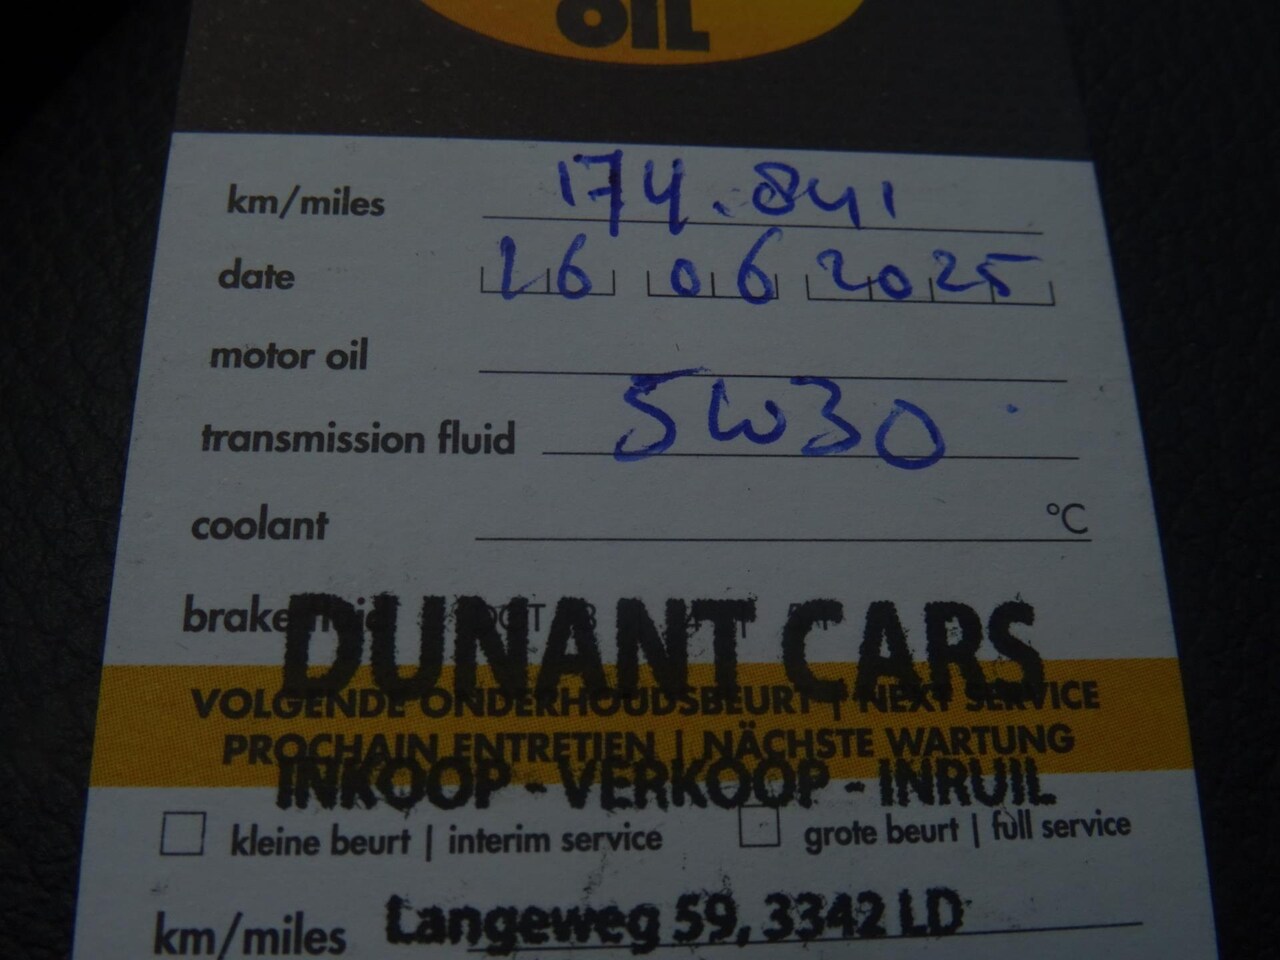 OIL
km/miles 174.841
date 26 06 2025
motor oil
transmission fluid 5W30
coallant °C
brake
DUNANT CARS
VOLGENDE ONDERHOUDSBEURT | NEXT SERVICE
PROCHAIN ENTRETIEN | NÄCHSTE WARTUNG
INKOOP - VERKOOP - INRUIL
kleine beurt | interim service grote beurt | full service
km/miles Langeweg 59, 3342 LD